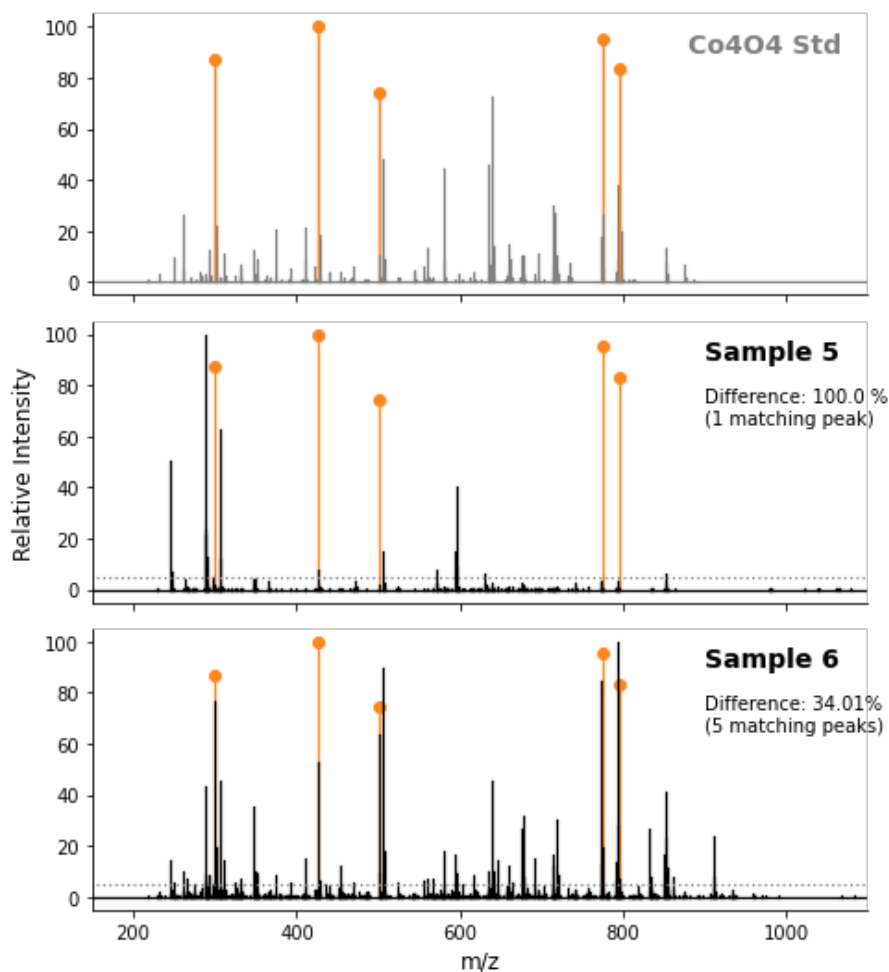 100
80
60
40
20
0
Co4O4 Std
100
80
60
40
20
0
Sample 5
Difference: 100.0 %
(1 matching peak)
Relative Intensity
100
80
60
40
20
0
Sample 6
Difference: 34.01%
(5 matching peaks)
200 400 600 800 1000
m/z